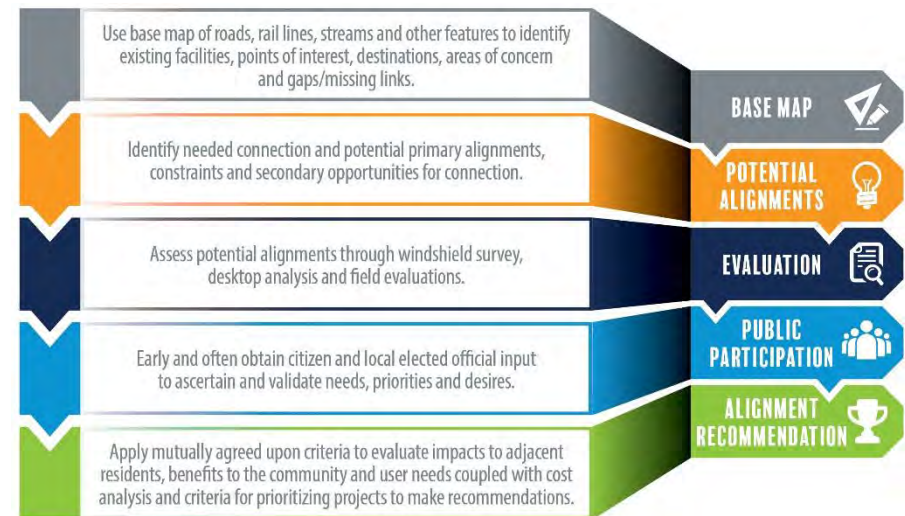 Use base map of roads, rail lines, streams and other features to identify
existing facilities, points of interest, destinations, areas of concern
and gaps/missing links.
BASE MAP
Identify needed connection and potential primary alignments,
constraints and secondary opportunities for connection.
POTENTIAL
ALIGNMENTS
Assess potential alignments through windshield survey,
desktop analysis and field evaluations.
EVALUATION
Early and often obtain citizen and local elected official input
to ascertain and validate needs, priorities and desires.
PUBLIC
PARTICIPATION
Apply mutually agreed upon criteria to evaluate impacts to adjacent
residents, benefits to the community and user needs coupled with cost
analysis and criteria for prioritizing projects to make recommendations.
ALIGNMENT
RECOMMENDATION